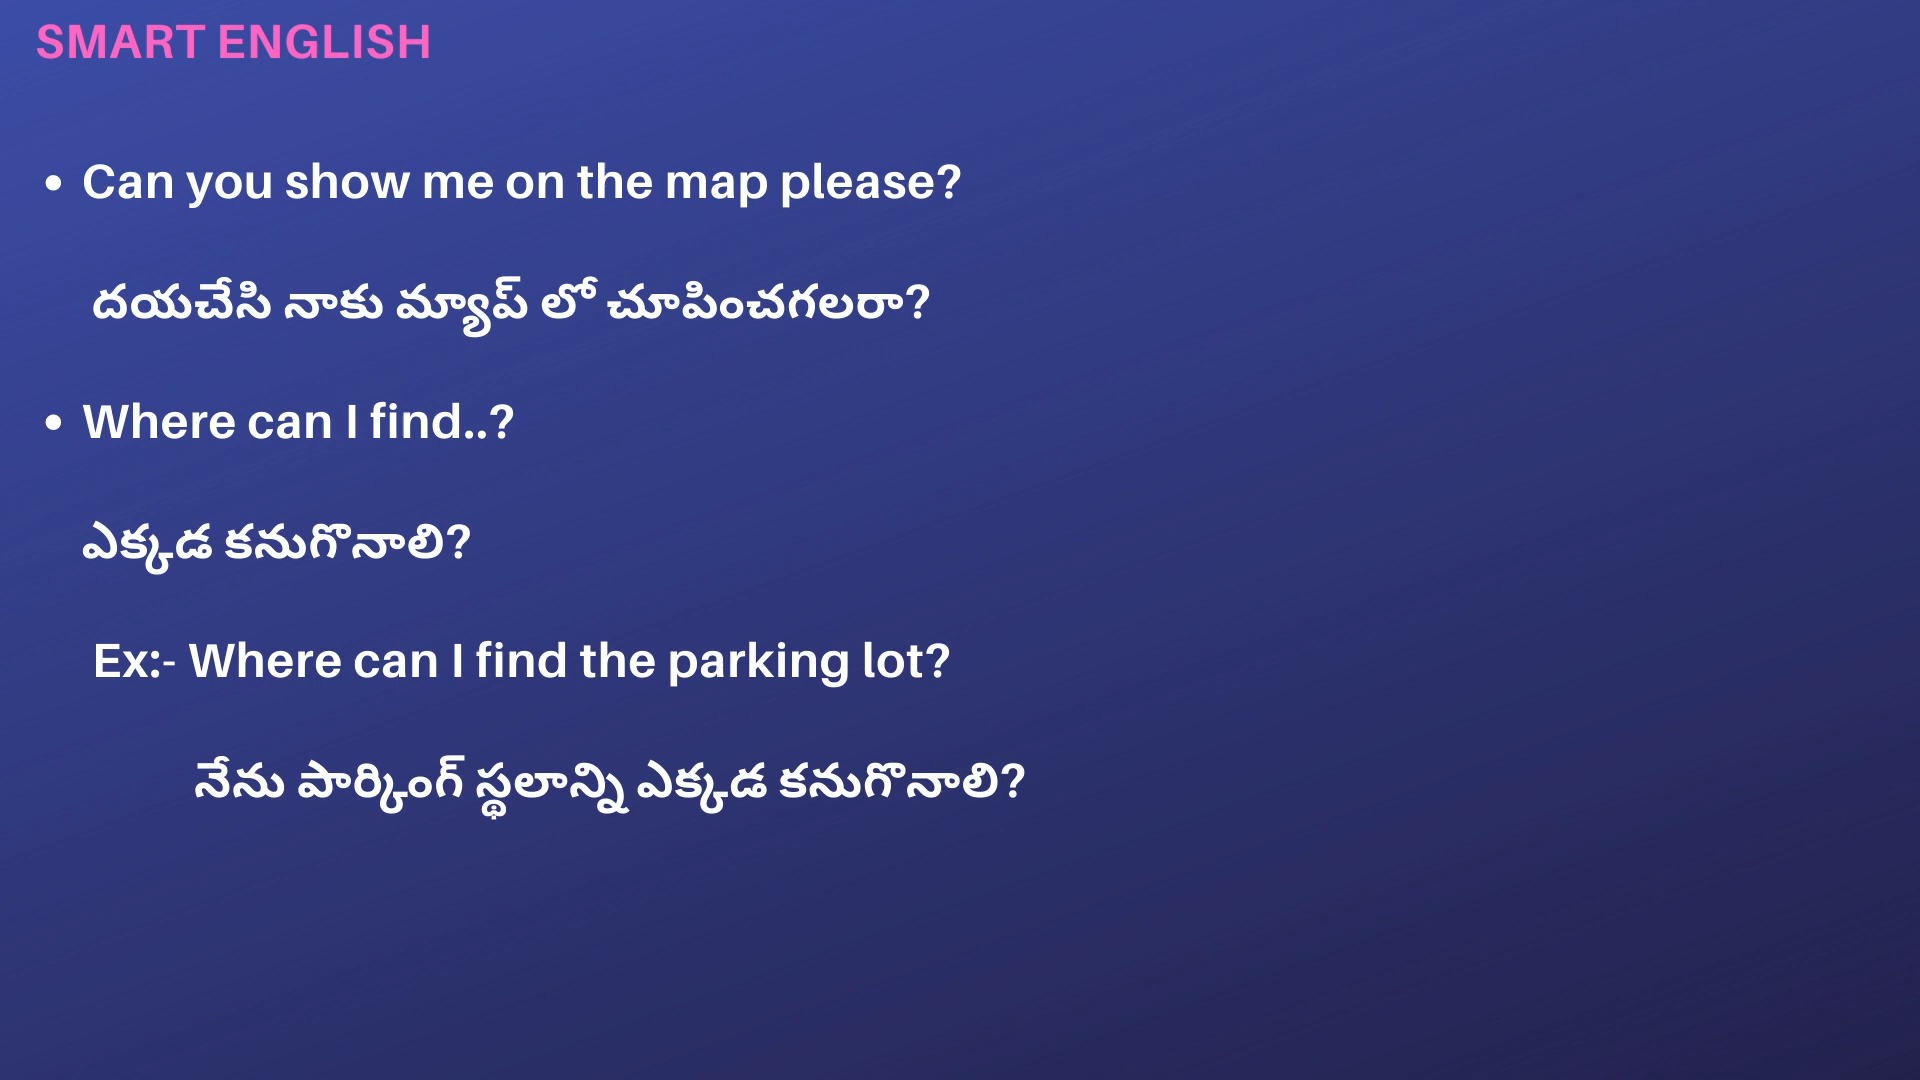 SMART ENGLISH
• Can you show me on the map please?
దయచేసి నాకు మ్యాప్ లో చూపించగలరా?
• Where can I find..?
ఎక్కడ కనుగొనాలి?
Ex:- Where can I find the parking lot?
నేను పార్కింగ్ స్థలాన్ని ఎక్కడ కనుగొనాలి?